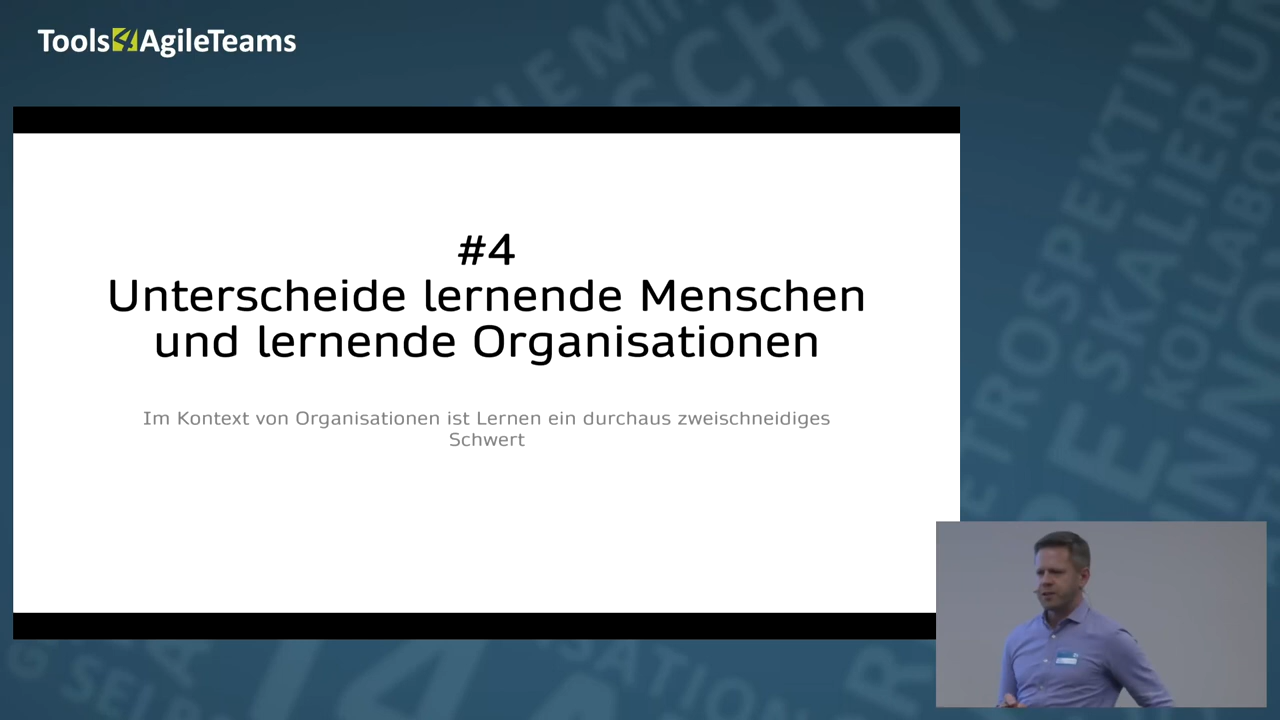 Tools4AgileTeams
#4
Unterscheide lernende Menschen
und lernende Organisationen
Im Kontext von Organisationen ist Lernen ein durchaus zweischneidiges
Schwert